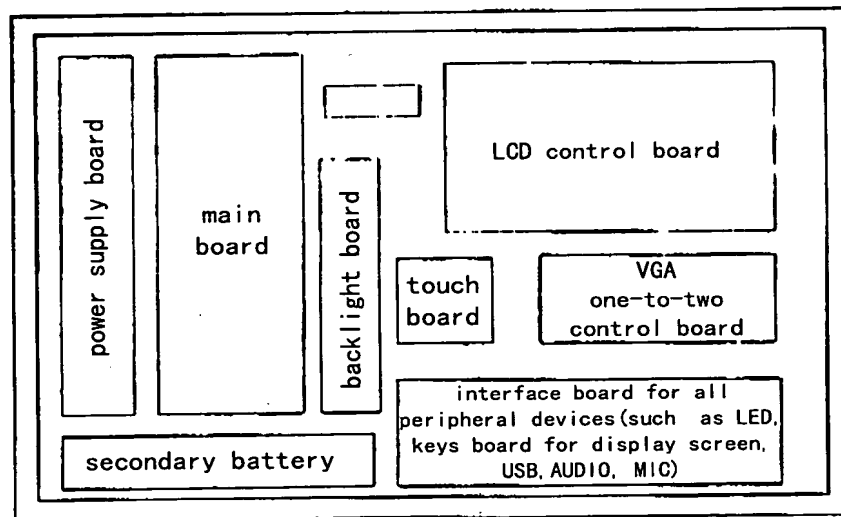 power supply board
main
board
backlight board
LCD control board
touch
board
VGA
one-to-two
control board
interface board for all
peripheral devices(such as LED,
keys board for display screen,
USB, AUDIO, MIC)
secondary battery